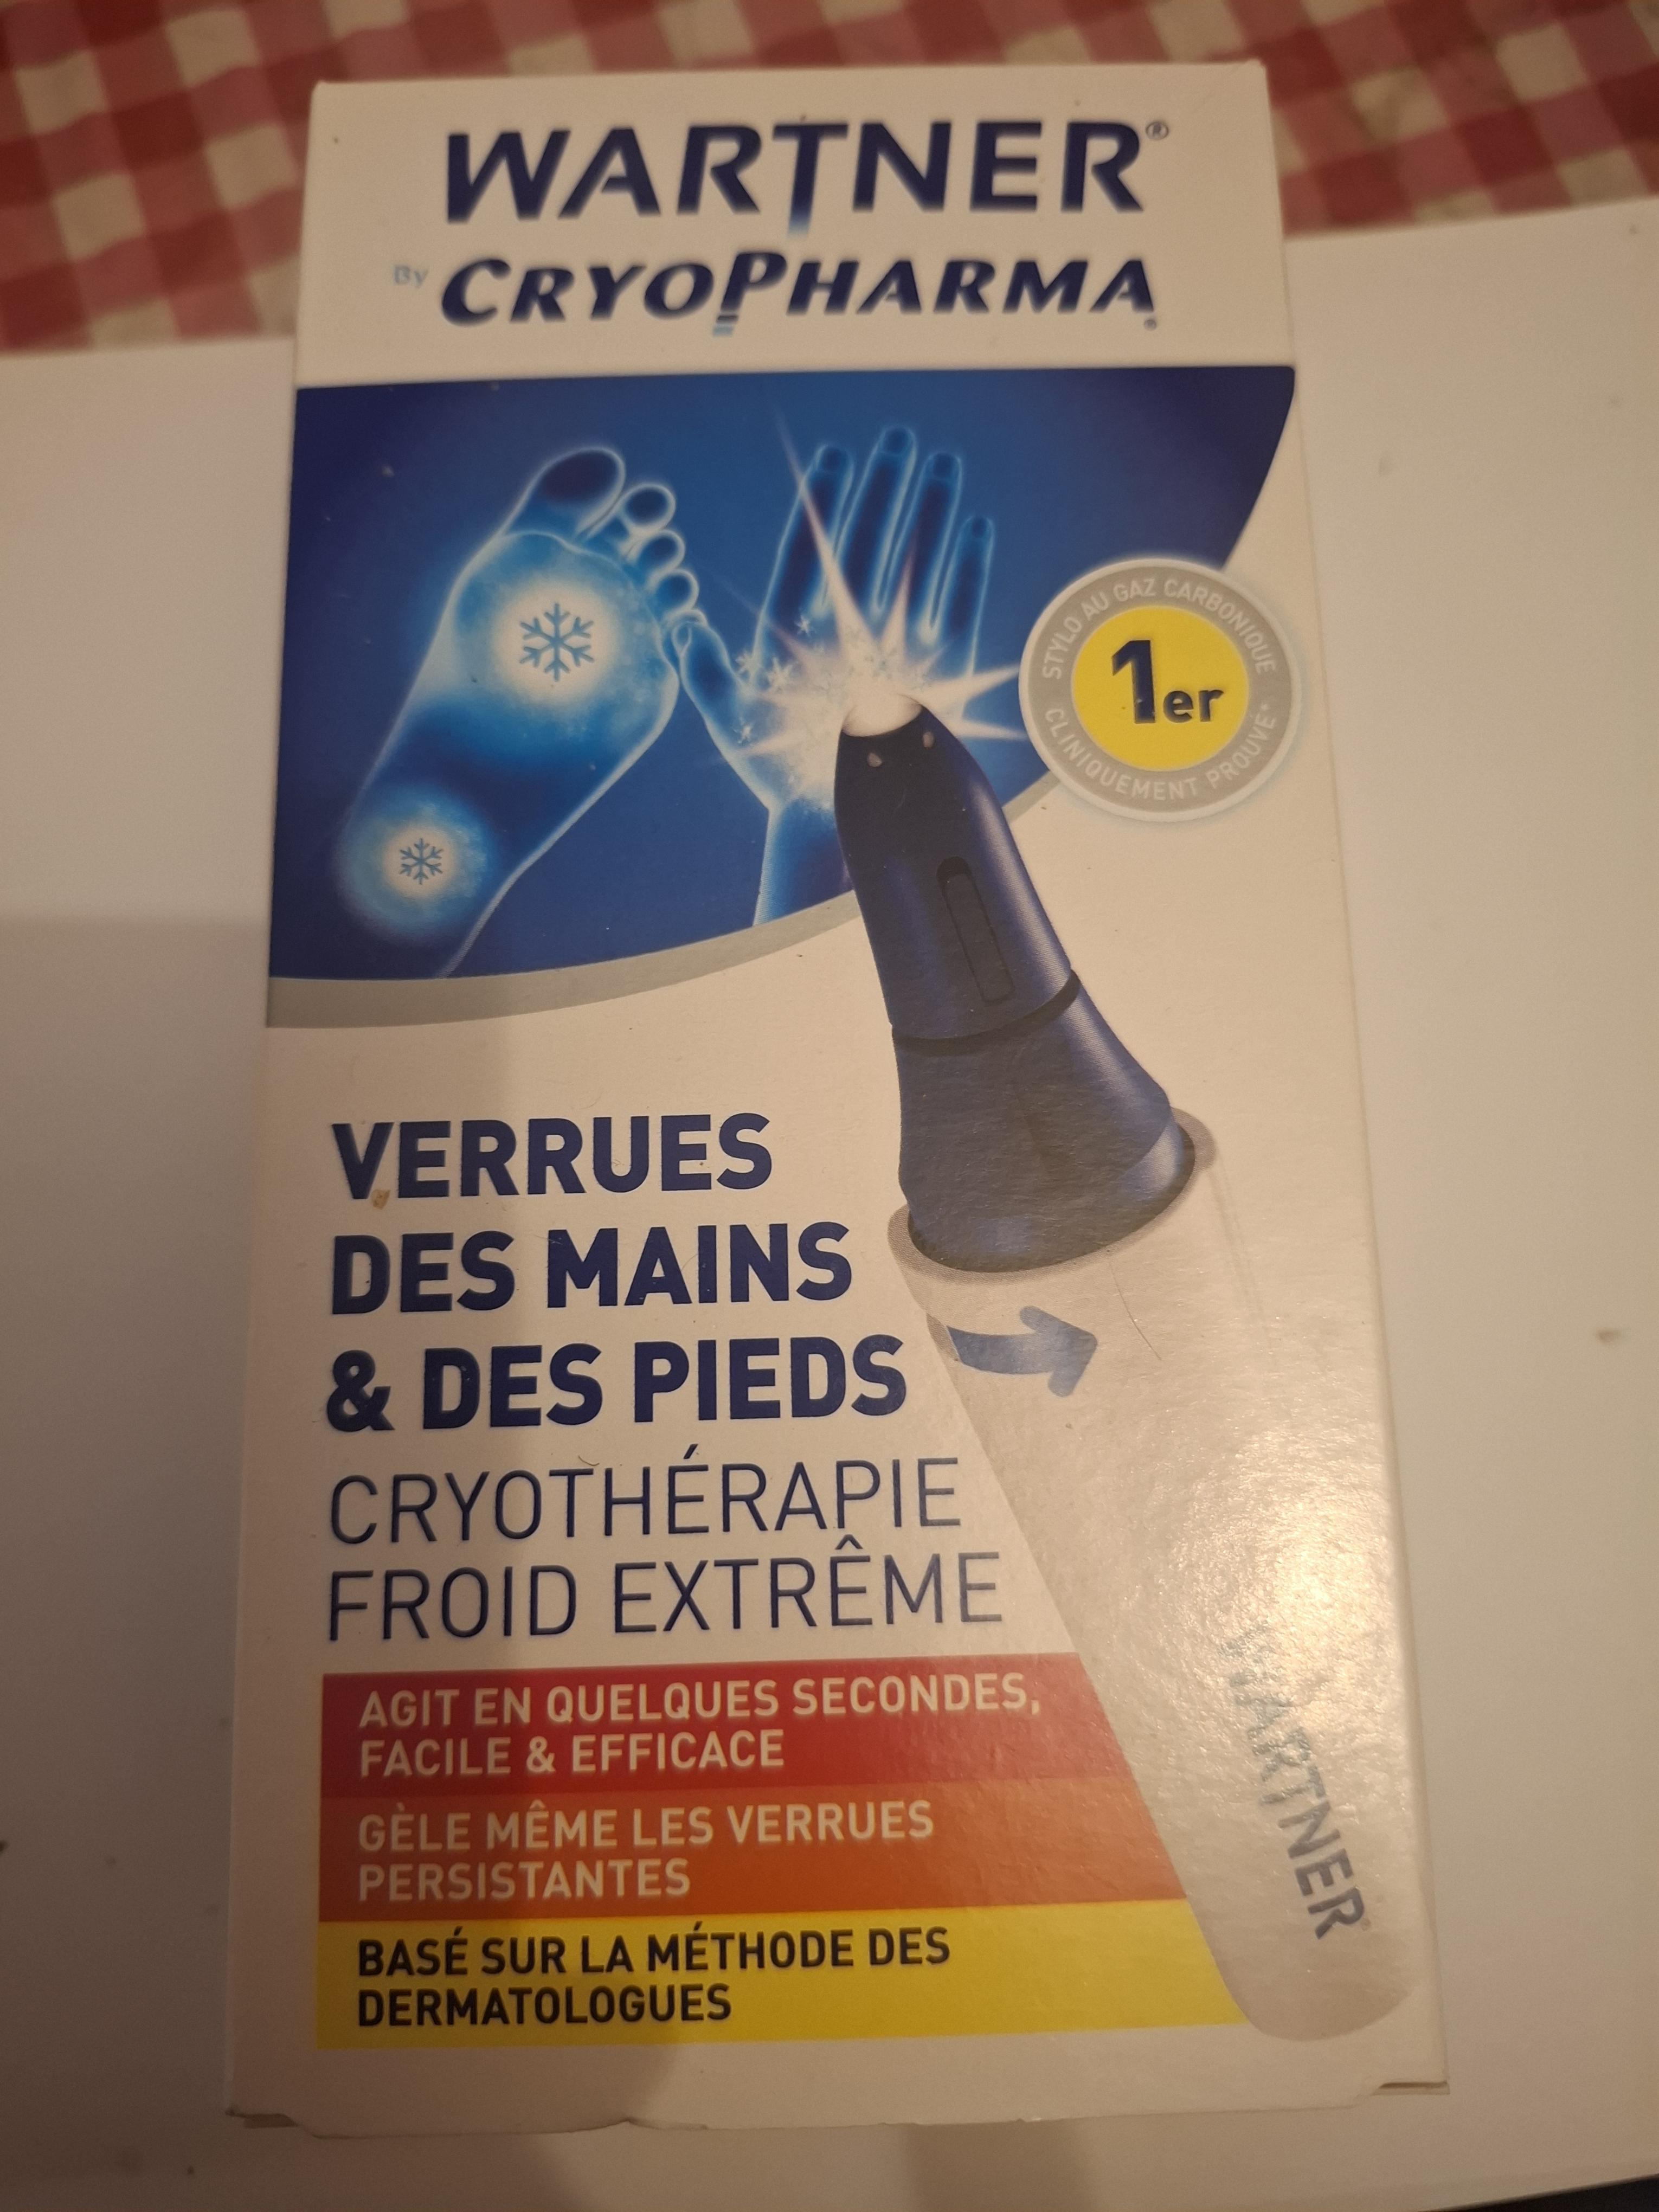 WARTNER®
By CRYOPHARMA®
STYLO AU GAZ CARBONIQUE
1er
CLINIQUEMENT PROUVÉ*
VERRUES
DES MAINS
& DES PIEDS
CRYOTHÉRAPIE
FROID EXTRÊME
AGIT EN QUELQUES SECONDES,
FACILE & EFFICACE
GÈLE MÊME LES VERRUES
PERSISTANTES
BASÉ SUR LA MÉTHODE DES
DERMATOLOGUES
WARTNER®